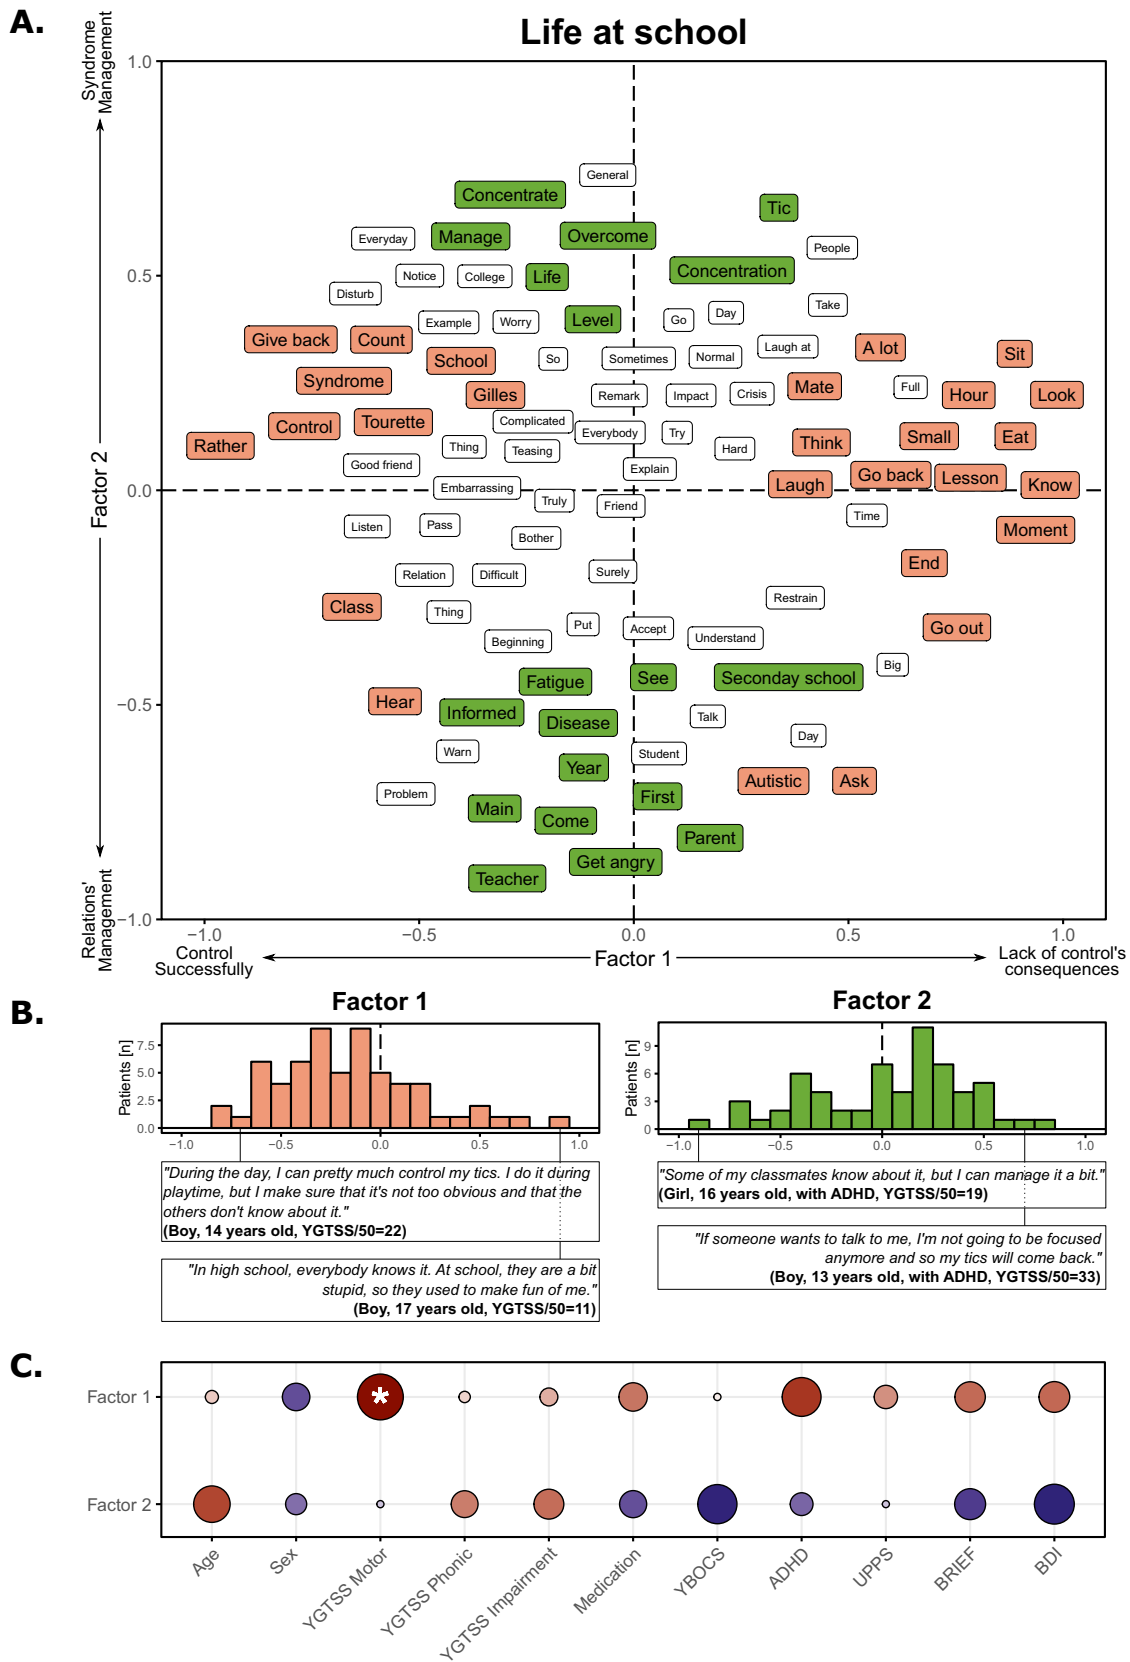 A.
Life at school
Syndrome
Management
1.0
General
Concentrate
Tic
Manage
Overcome
Everyday
People
Notice
College
Life
Concentration
0.5
Disturb
Take
Example
Worry
Level
Go
Day
Give back
Count
School
So
Sometimes
Normal
Laugh at
A lot
Sit
Syndrome
Gilles
Remark
Impact
Crisis
Mate
Full
Hour
Look
Control
Tourette
Complicated
Everybody
Try
Rather
Thing
Teasing
Hard
Think
Small
Eat
Good friend
Explain
Embarrassing
Laugh
Go back
Lesson
Know
0.0
Factor 2
Truly
Friend
Time
Listen
Pass
Bother
Moment
Relation
Difficult
Surely
End
Class
Thing
Restrain
Beginning
Put
Accept
Understand
Go out
Fatigue
See
Seconday school
Big
Hear
Informed
Disease
−0.5
Talk
Warn
Student
Day
Year
Problem
First
Autistic
Ask
Main
Come
Parent
Get angry
Teacher
Relations'
Management
−1.0
−1.0
−0.5
0.0
0.5
1.0
Control
Successfully
Factor 1
Lack of control's
consequences
B.
Factor 1
Patients [n]
7.5
5.0
2.5
0.0
−1.0
−0.5
0.0
0.5
1.0
"During the day, I can pretty much control my tics. I do it during
playtime, but I make sure that it's not too obvious and that the
others don't know about it."
(Boy, 14 years old, YGTSS/50=22)
"In high school, everybody knows it. At school, they are a bit
stupid, so they used to make fun of me."
(Boy, 17 years old, YGTSS/50=11)
Factor 2
Patients [n]
9
6
3
0
−1.0
−0.5
0.0
0.5
1.0
"Some of my classmates know about it, but I can manage it a bit."
(Girl, 16 years old, with ADHD, YGTSS/50=19)
"If someone wants to talk to me, I'm not going to be focused
anymore and so my tics will come back."
(Boy, 13 years old, with ADHD, YGTSS/50=33)
C.
Factor 1
*
Factor 2
Age
Sex
YGTSS Motor
YGTSS Phonic
YGTSS Impairment
Medication
YBOCS
ADHD
UPPS
BRIEF
BDI